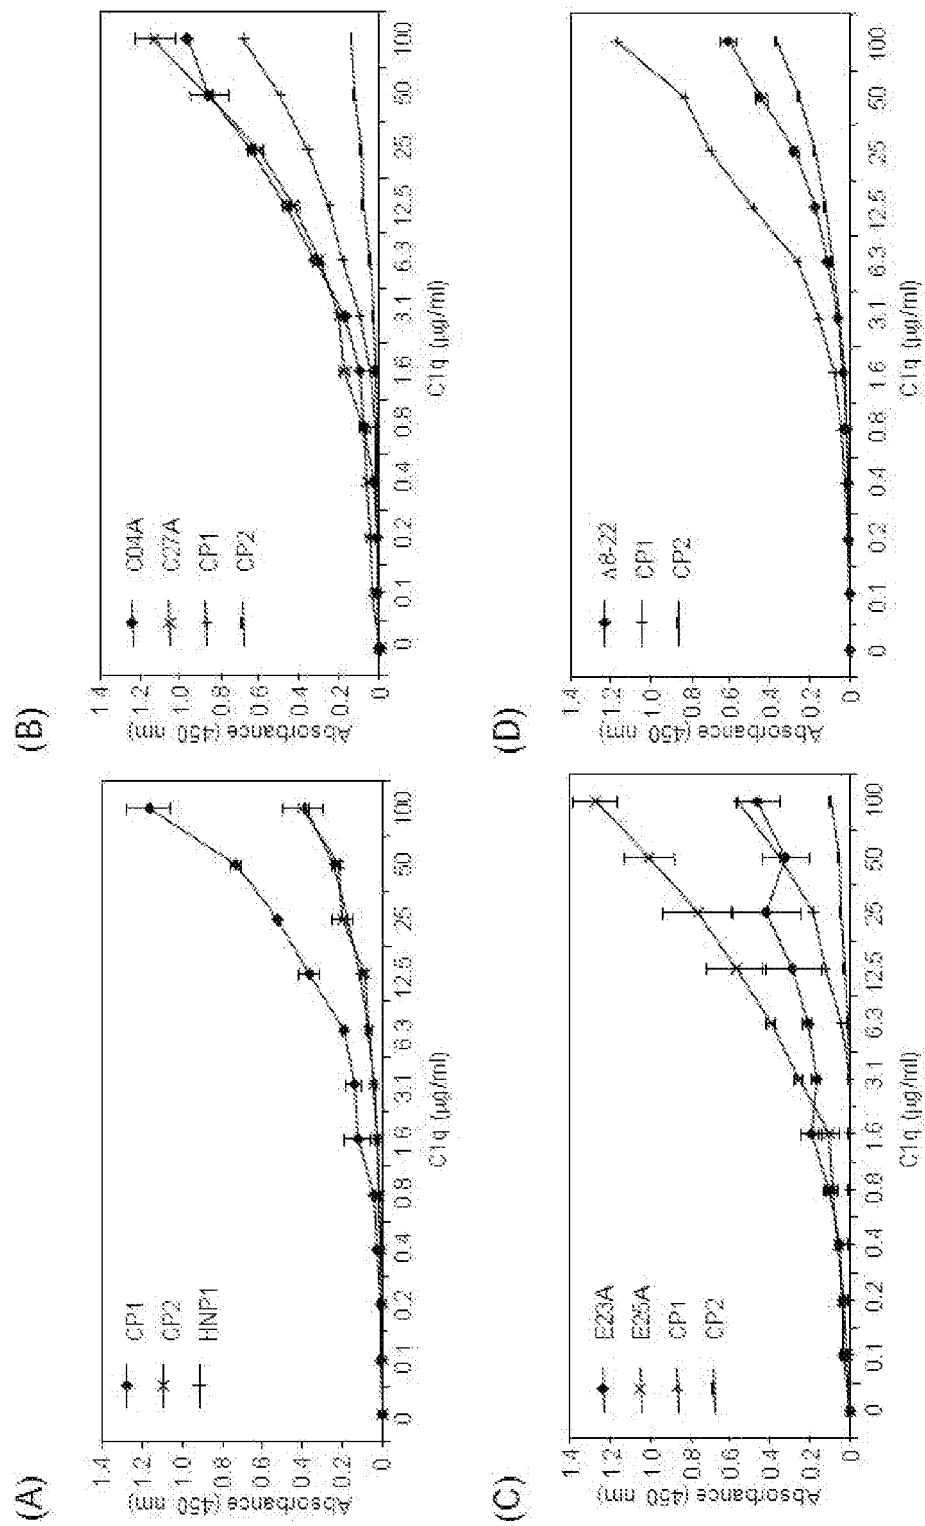 (A)
Absorbance (450 nm)
1.4
1.2
1.0
0.8
0.6
0.4
0.2
0
CP1
CP2
HNP1
0 0.1 0.2 0.4 0.8 1.6 3.1 6.3 12.5 25 50 100
C1q (µg/ml)
(B)
Absorbance (450 nm)
1.4
1.2
1.0
0.8
0.6
0.4
0.2
0
C04A
C27A
CP1
CP2
0 0.1 0.2 0.4 0.8 1.6 3.1 6.3 12.5 25 50 100
C1q (µg/ml)
(C)
Absorbance (450 nm)
1.4
1.2
1.0
0.8
0.6
0.4
0.2
0
E23A
E25A
CP1
CP2
0 0.1 0.2 0.4 0.8 1.6 3.1 6.3 12.5 25 50 100
C1q (µg/ml)
(D)
Absorbance (450 nm)
1.4
1.2
1.0
0.8
0.6
0.4
0.2
0
Δ8-22
CP1
CP2
0 0.1 0.2 0.4 0.8 1.6 3.1 6.3 12.5 25 50 100
C1q (µg/ml)